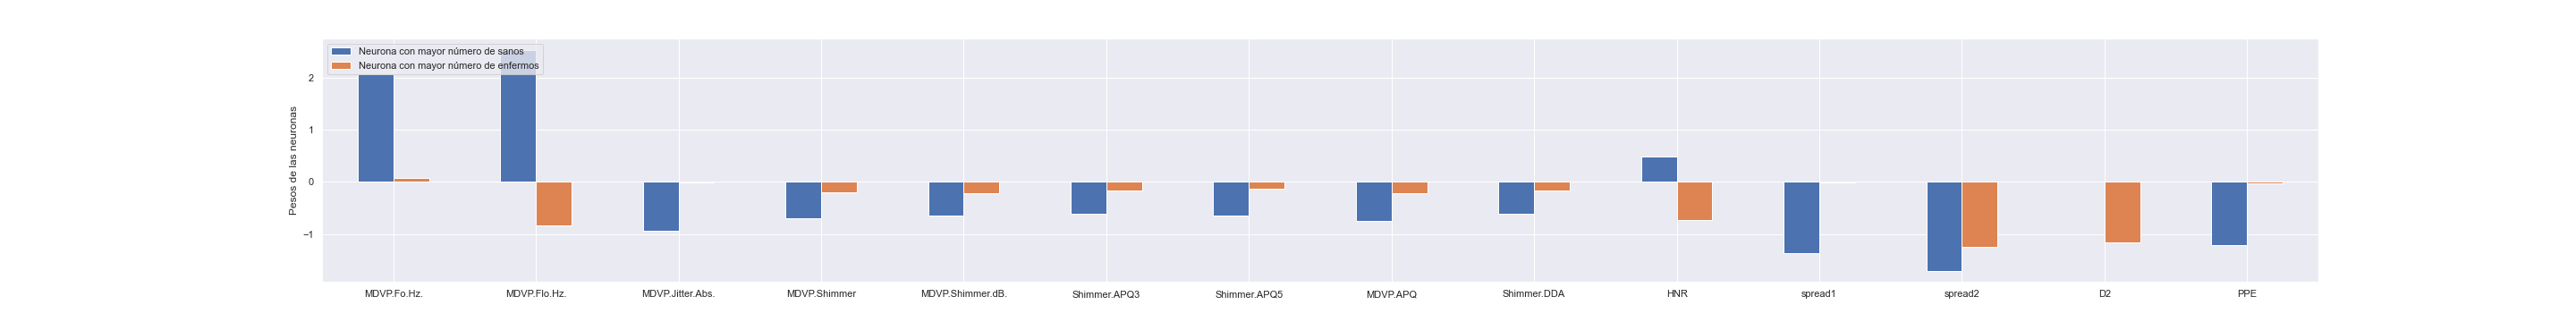 Neurona con mayor número de sanos
Neurona con mayor número de enfermos
Pesos de las neuronas
2
1
0
−1
MDVP.Fo.Hz. MDVP.Flo.Hz. MDVP.Jitter.Abs. MDVP.Shimmer MDVP.Shimmer.dB. Shimmer.APQ3 Shimmer.APQ5 MDVP.APQ Shimmer.DDA HNR spread1 spread2 D2 PPE